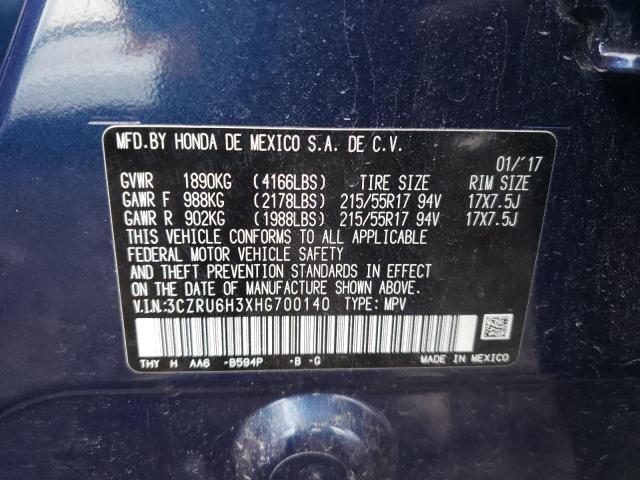 MFD.BY HONDA DE MEXICO S.A. DE C.V.
01/'17
GVWR 1890KG (4166LBS) TIRE SIZE RIM SIZE
GAWR F 988KG (2178LBS) 215/55R17 94V 17X7.5J
GAWR R 902KG (1988LBS) 215/55R17 94V 17X7.5J
THIS VEHICLE CONFORMS TO ALL APPLICABLE
FEDERAL MOTOR VEHICLE SAFETY
AND THEFT PREVENTION STANDARDS IN EFFECT
ON THE DATE OF MANUFACTURE SHOWN ABOVE.
V.I.N.:3CZRU6H3XHG700140 TYPE: MPV
THY H AA6 -B594P -B -G MADE IN MEXICO